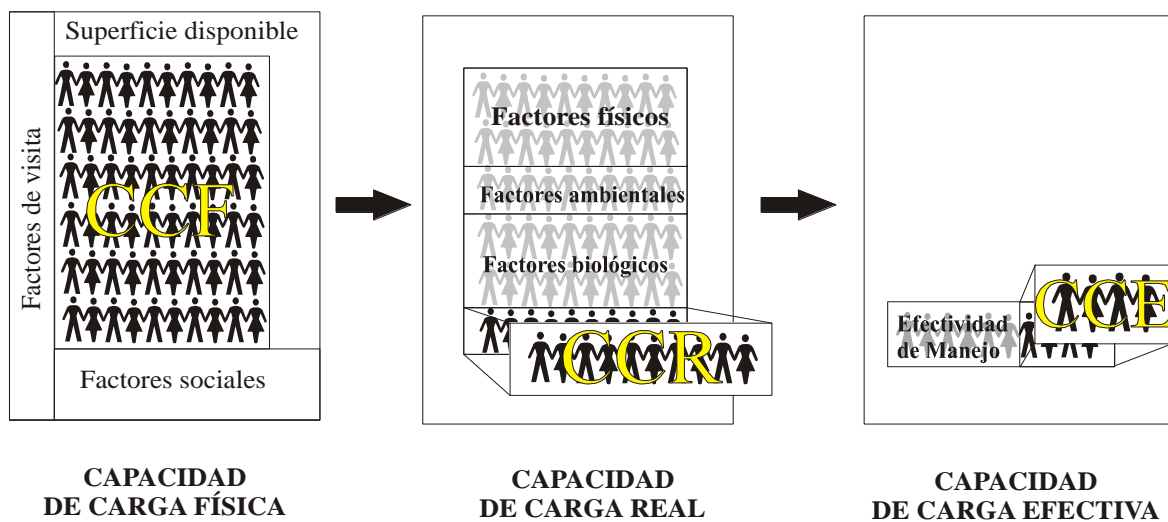 Superficie disponible
Factores de visita
CCF
Factores sociales
CAPACIDAD
DE CARGA FÍSICA
Factores físicos
Factores ambientales
Factores biológicos
CCR
CAPACIDAD
DE CARGA REAL
Efectividad
de Manejo
CCE
CAPACIDAD
DE CARGA EFECTIVA